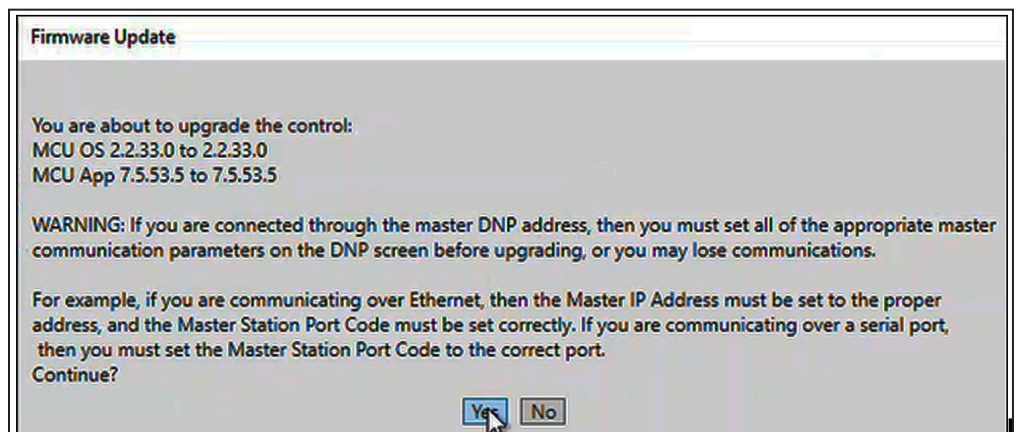 Firmware Update
You are about to upgrade the control:
MCU OS 2.2.33.0 to 2.2.33.0
MCU App 7.5.53.5 to 7.5.53.5
WARNING: If you are connected through the master DNP address, then you must set all of the appropriate master
communication parameters on the DNP screen before upgrading, or you may lose communications.
For example, if you are communicating over Ethernet, then the Master IP Address must be set to the proper
address, and the Master Station Port Code must be set correctly. If you are communicating over a serial port,
then you must set the Master Station Port Code to the correct port.
Continue?
Yes No